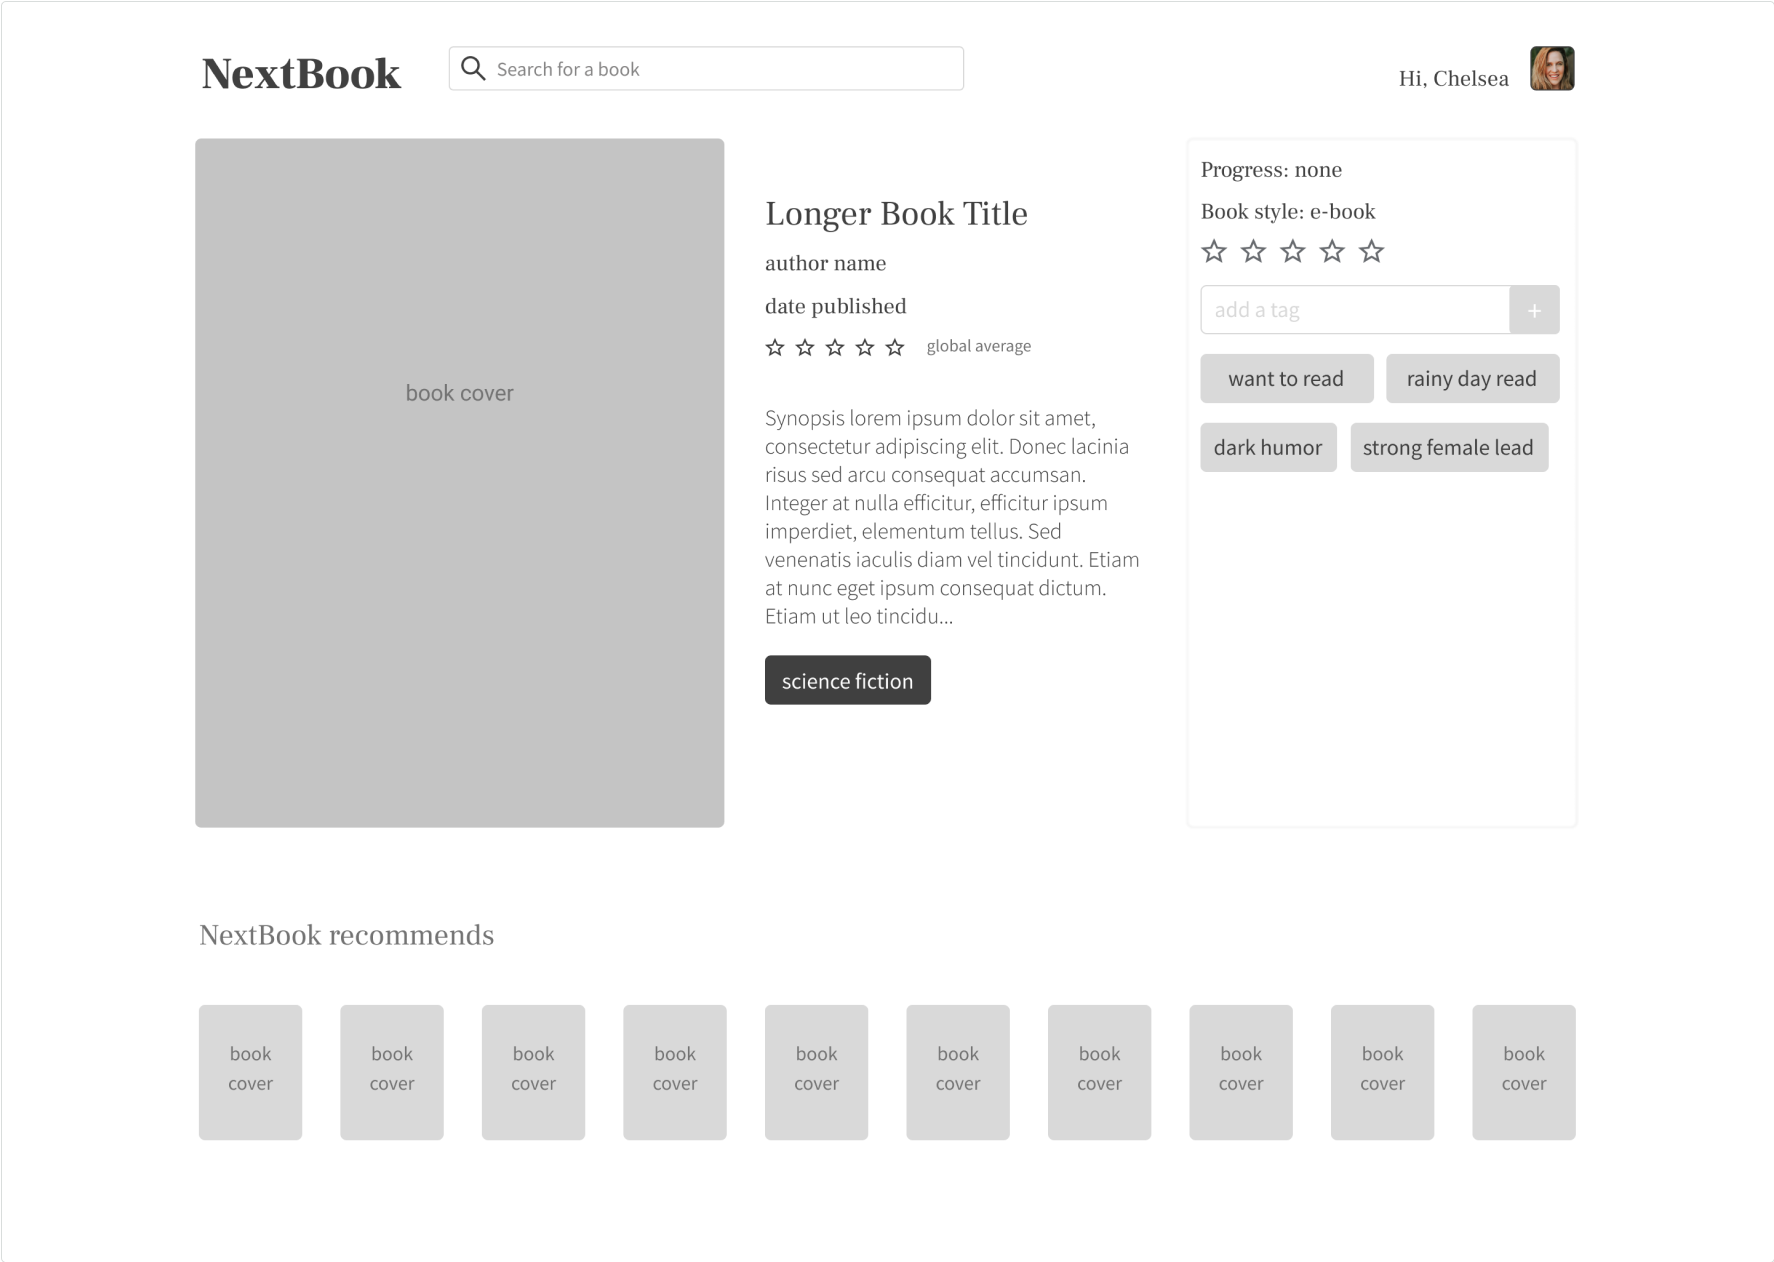 NextBook
Search for a book
Hi, Chelsea
book cover
Longer Book Title
author name
date published
global average
Synopsis lorem ipsum dolor sit amet,
consectetur adipiscing elit. Donec lacinia
risus sed arcu consequat accumsan.
Integer at nulla efficitur, efficitur ipsum
imperdiet, elementum tellus. Sed
venenatis iaculis diam vel tincidunt. Etiam
at nunc eget ipsum consequat dictum.
Etiam ut leo tincidu...
science fiction
Progress: none
Book style: e-book
add a tag +
want to read
rainy day read
dark humor
strong female lead
NextBook recommends
book
cover
book
cover
book
cover
book
cover
book
cover
book
cover
book
cover
book
cover
book
cover
book
cover